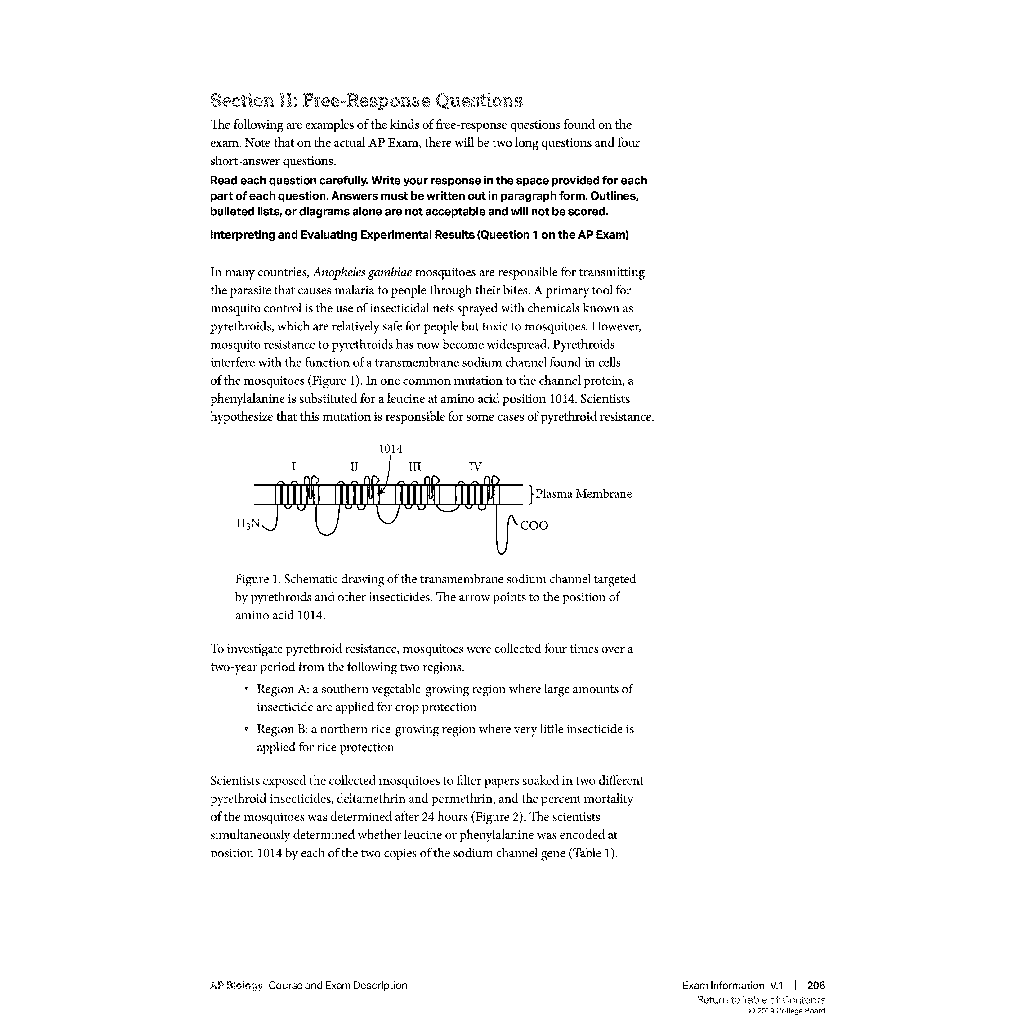 Section II: Free-Response Questions
The following are examples of the kinds of free-response questions found on the
exam. Note that on the actual AP Exam, there will be two long questions and four
short-answer questions.
Read each question carefully. Write your response in the space provided for each
part of each question. Answers must be written out in paragraph form. Outlines,
bulleted lists, or diagrams alone are not acceptable and will not be scored.
Interpreting and Evaluating Experimental Results (Question 1 on the AP Exam)
In many countries, Anopheles gambiae mosquitoes are responsible for transmitting
the parasite that causes malaria to people through their bites. A primary tool for
mosquito control is the use of insecticidal nets sprayed with chemicals known as
pyrethroids, which are relatively safe for people but toxic to mosquitoes. However,
mosquito resistance to pyrethroids has now become widespread. Pyrethroids
interfere with the function of a transmembrane sodium channel found in cells
of the mosquitoes (Figure 1). In one common mutation to the channel protein, a
phenylalanine is substituted for a leucine at amino acid position 1014. Scientists
hypothesize that this mutation is responsible for some cases of pyrethroid resistance.
1014
I II III IV
Plasma Membrane
H₃N COO
Figure 1. Schematic drawing of the transmembrane sodium channel targeted
by pyrethroids and other insecticides. The arrow points to the position of
amino acid 1014.
To investigate pyrethroid resistance, mosquitoes were collected four times over a
two-year period from the following two regions.
• Region A: a southern vegetable-growing region where large amounts of
insecticide are applied for crop protection
• Region B: a northern rice-growing region where very little insecticide is
applied for rice protection
Scientists exposed the collected mosquitoes to filter papers soaked in two different
pyrethroid insecticides, deltamethrin and permethrin, and the percent mortality
of the mosquitoes was determined after 24 hours (Figure 2). The scientists
simultaneously determined whether leucine or phenylalanine was encoded at
position 1014 by each of the two copies of the sodium channel gene (Table 1).
AP Biology Course and Exam Description
Exam Information V.1 | 206
Return to Table of Contents
© 2019 College Board